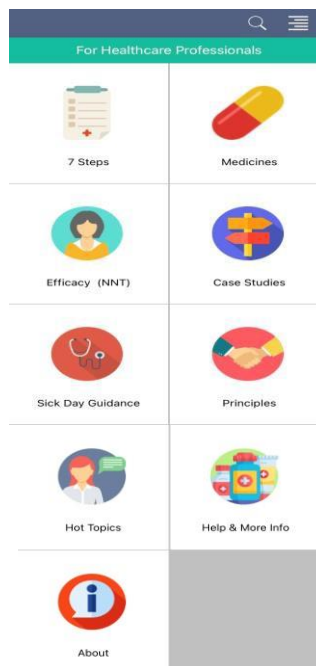 For Healthcare Professionals
7 Steps
Medicines
Efficacy (NNT)
Case Studies
Sick Day Guidance
Principles
Hot Topics
Help & More Info
About